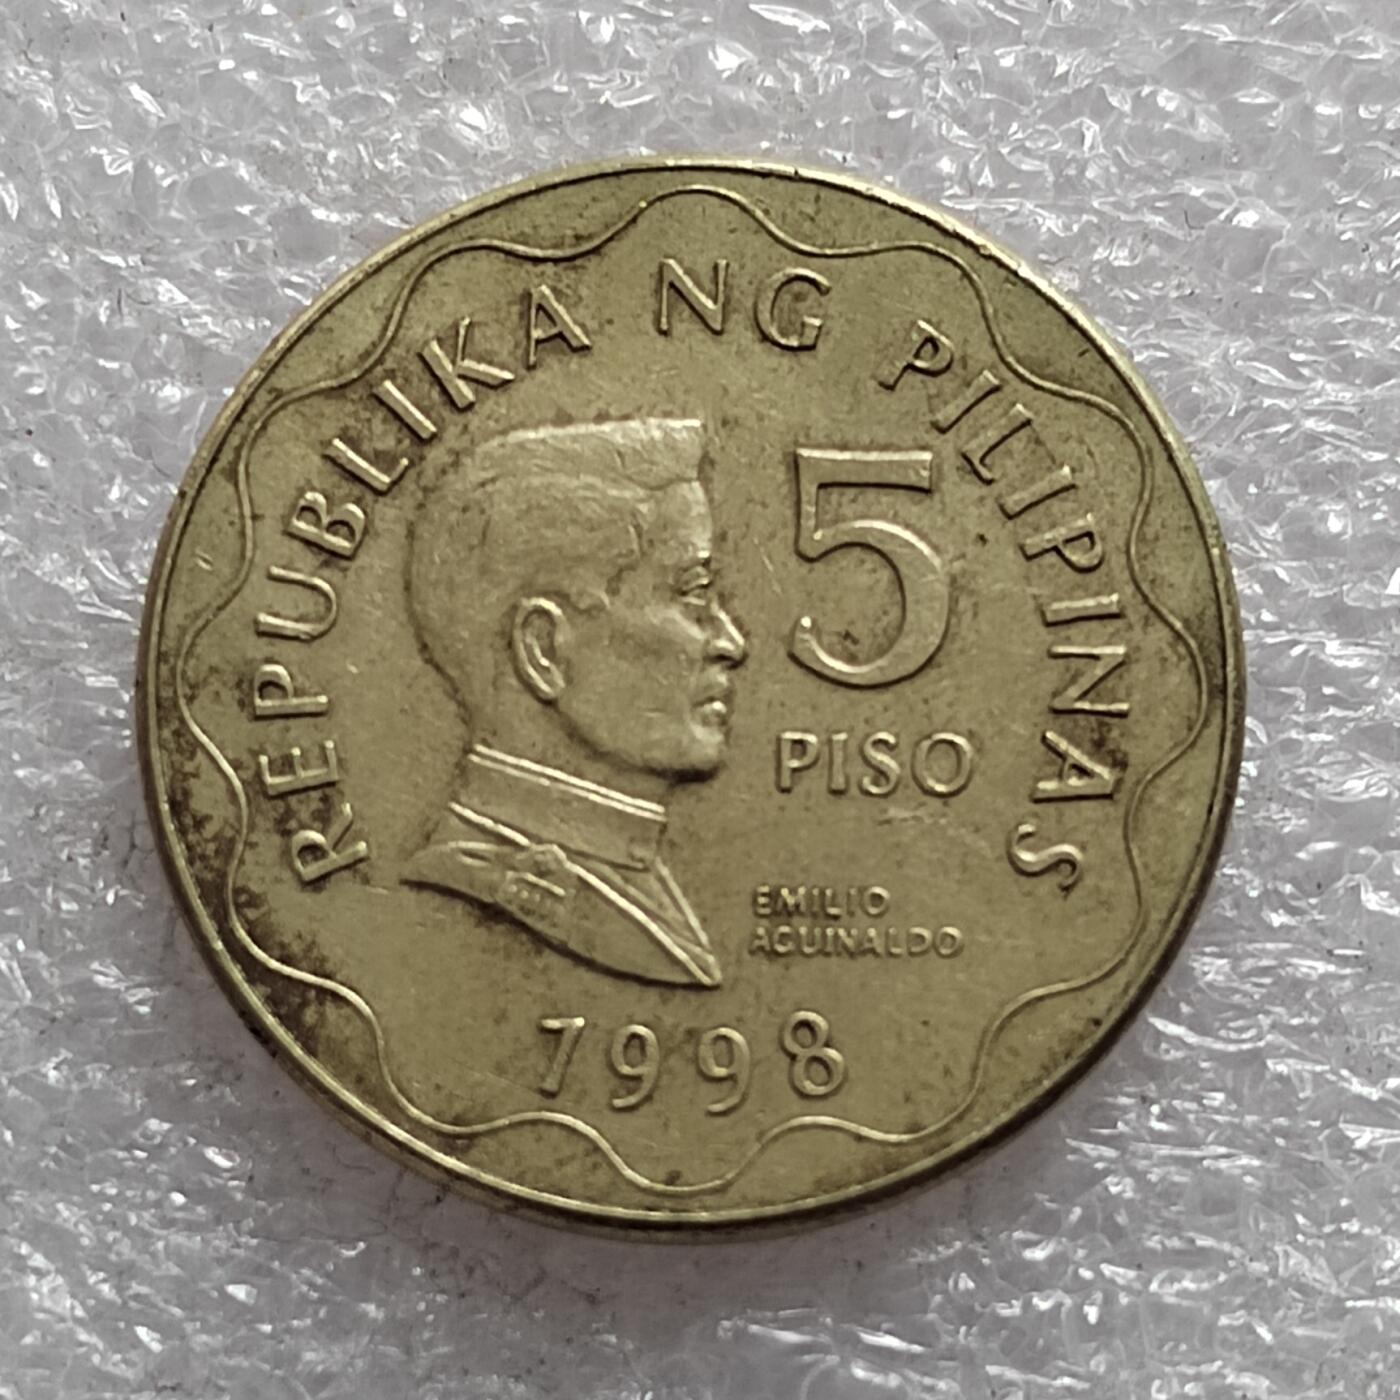 REPUBLIKA NG PILIPINAS
5
PISO
EMILIO
AGUINALDO
1998